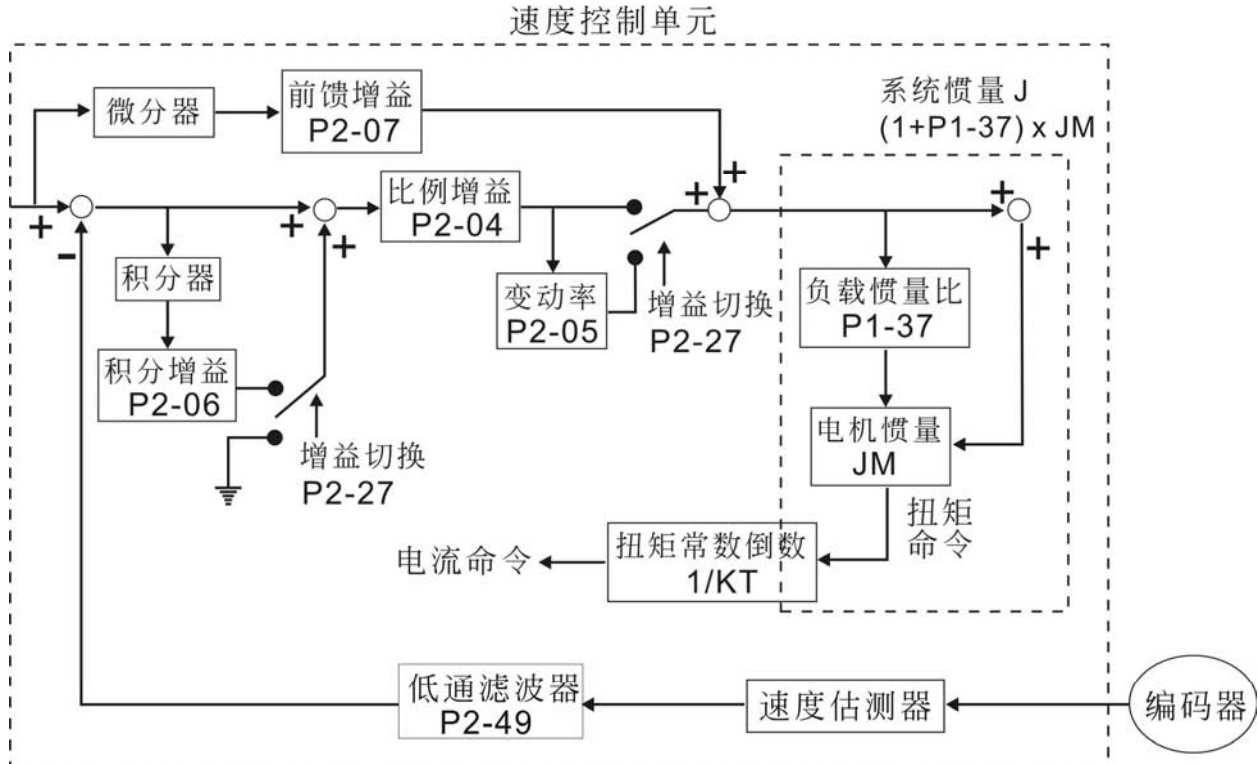 速度控制单元
微分器
前馈增益
P2-07
系统惯量 J
(1+P1-37) x JM
+
+
+
-
+
+
比例增益
P2-04
+
+
积分器
变动率
P2-05
增益切换
P2-27
负载惯量比
P1-37
积分增益
P2-06
增益切换
P2-27
电机惯量
JM
扭矩
命令
电流命令
扭矩常数倒数
1/KT
低通滤波器
P2-49
速度估测器
编码器